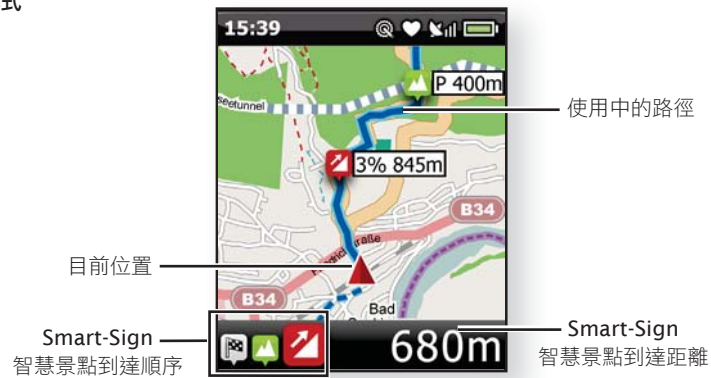 式
15:39
P 400m
seetunnel
使用中的路徑
3% 845m
B34
目前位置
B34
Bad
Smart-Sign
智慧景點到達順序
680m
Smart-Sign
智慧景點到達距離